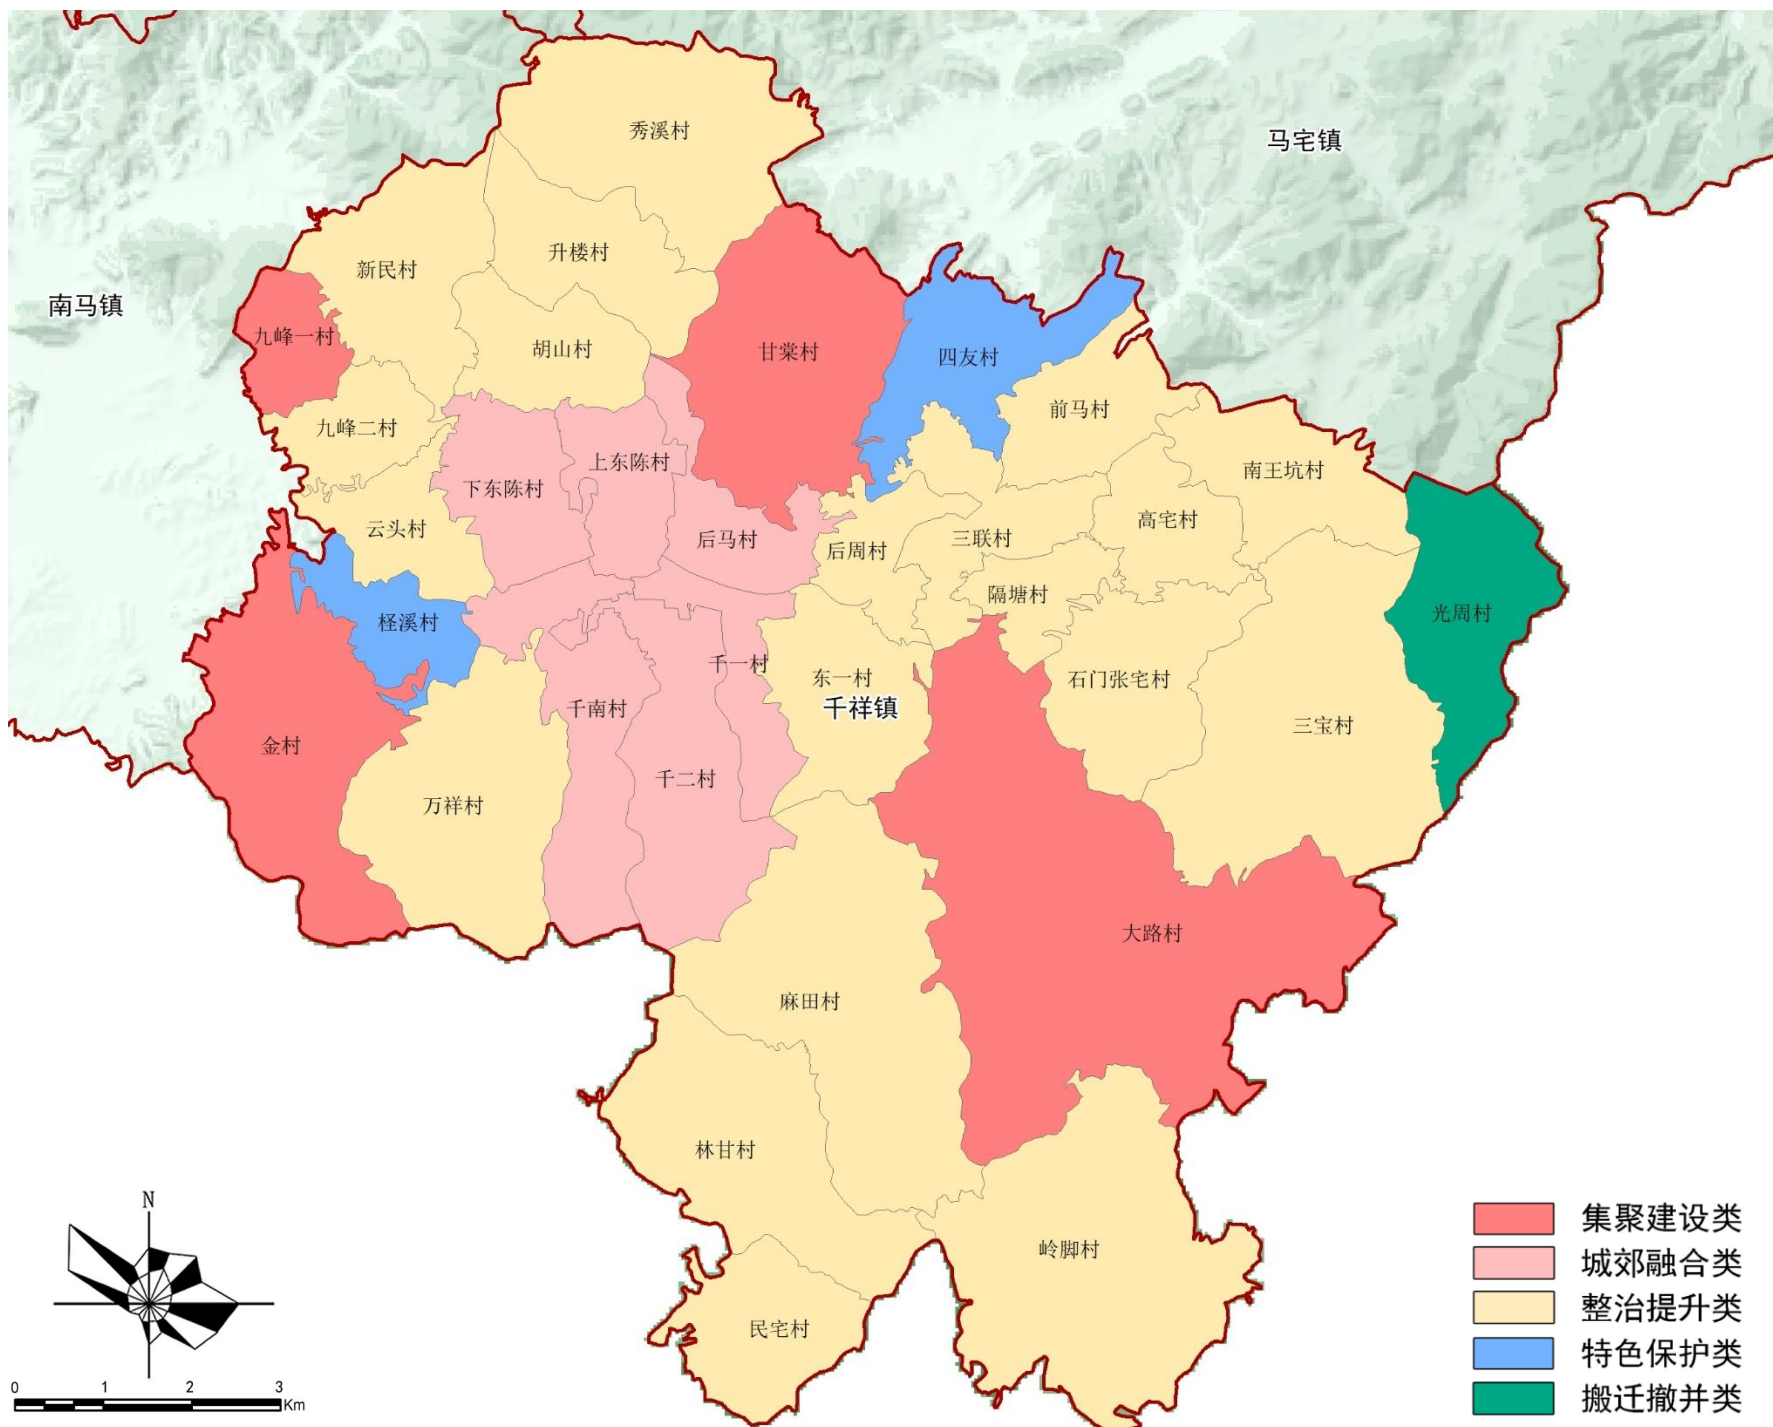 秀溪村
马宅镇
升楼村
新民村
南马镇
九峰一村
胡山村
甘棠村
四友村
前马村
九峰二村
上东陈村
南王坑村
下东陈村
高宅村
云头村
后马村
后周村
三联村
隔塘村
光周村
柽溪村
千一村
东一村
石门张宅村
千南村
千祥镇
三宝村
金村
千二村
万祥村
大路村
麻田村
林甘村
岭脚村
民宅村
N
0 1 2 3
Km
集聚建设类
城郊融合类
整治提升类
特色保护类
搬迁撤并类